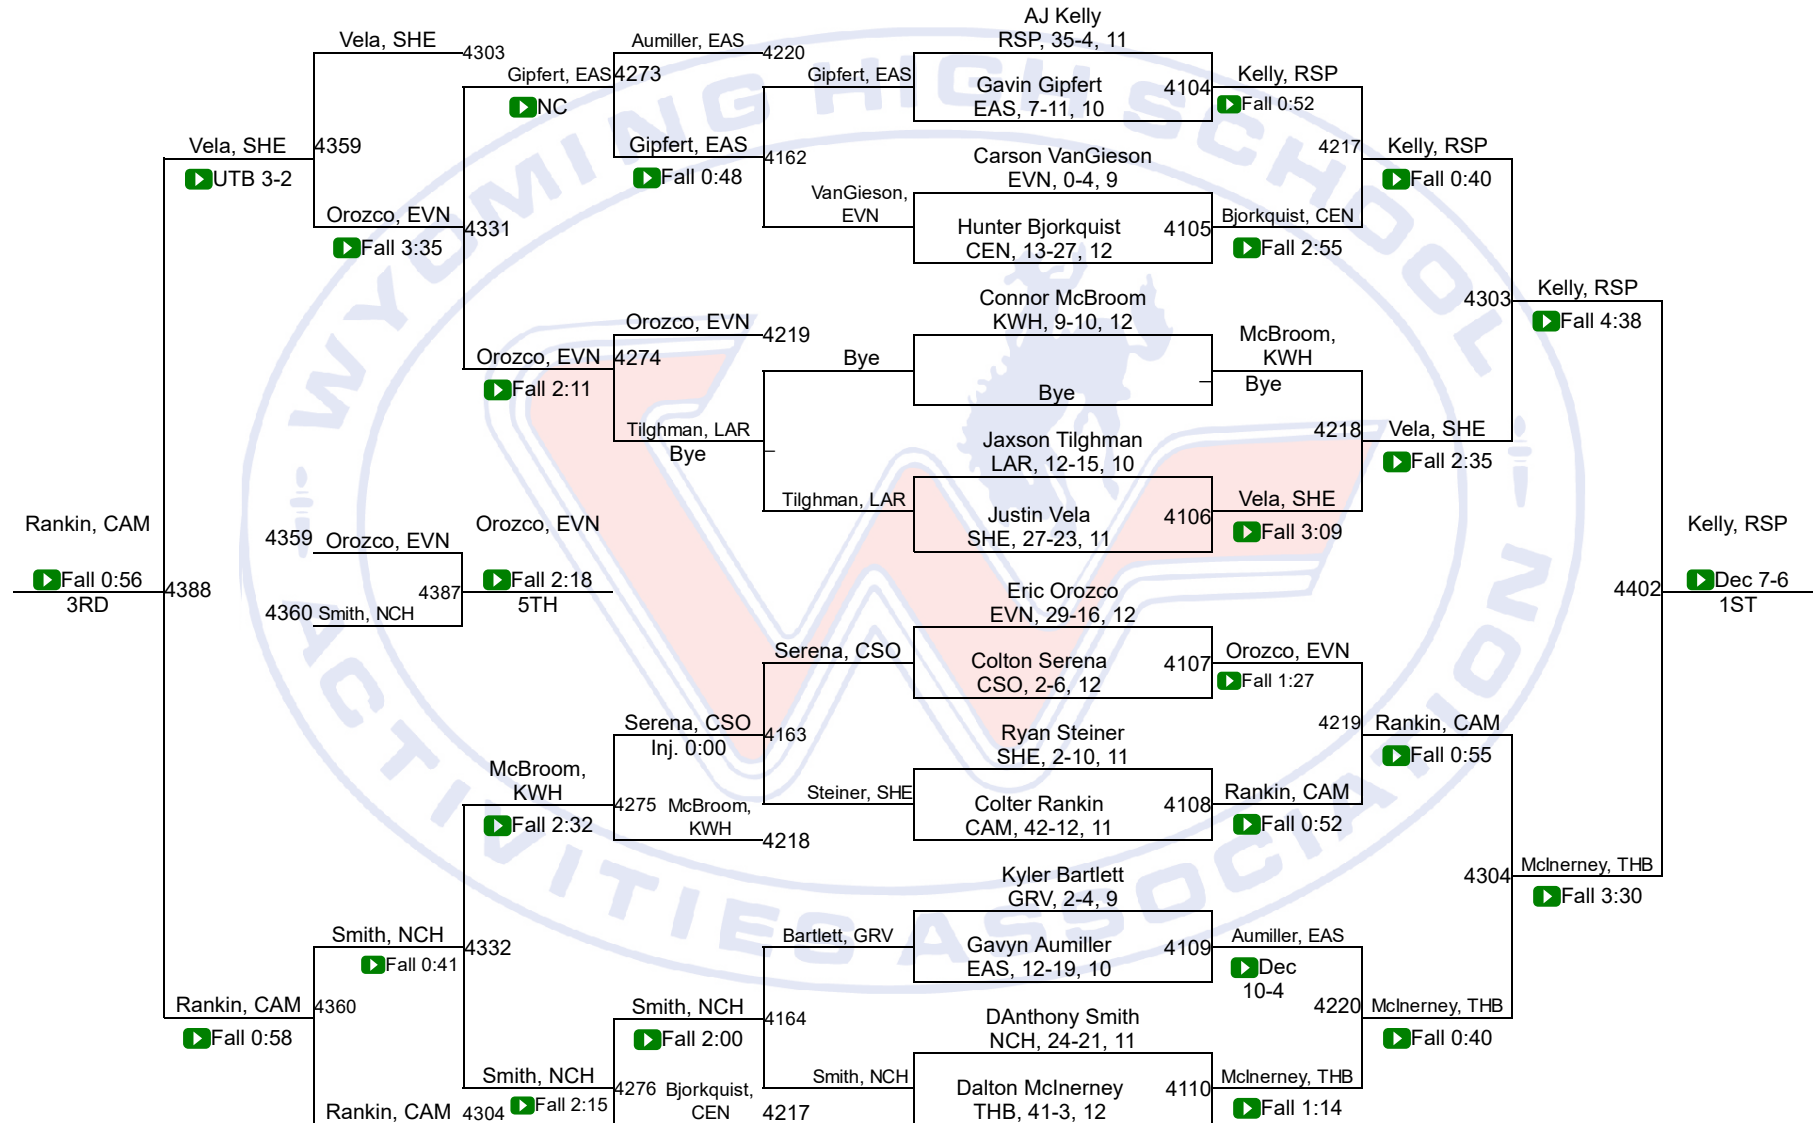 AJ Kelly
RSP, 35-4, 11
Vela, SHE
4303
Aumiller, EAS
4220
Gipfert, EAS
4273
Gipfert, EAS
Gavin Gipfert
EAS, 7-11, 10
4104
Kelly, RSP
Fall 0:52
NC
Vela, SHE
4359
UTB 3-2
Gipfert, EAS
4162
Fall 0:48
Carson VanGieson
EVN, 0-4, 9
4217
Kelly, RSP
Fall 0:40
VanGieson,
EVN
Orozco, EVN
4331
Fall 3:35
Hunter Bjorkquist
CEN, 13-27, 12
4105
Bjorkquist, CEN
Fall 2:55
Connor McBroom
KWH, 9-10, 12
4303
Kelly, RSP
Fall 4:38
Orozco, EVN
4219
McBroom,
KWH
Bye
Orozco, EVN
4274
Fall 2:11
Bye
Bye
Tilghman, LAR
Bye
Jaxson Tilghman
LAR, 12-15, 10
4218
Vela, SHE
Fall 2:35
Tilghman, LAR
Justin Vela
SHE, 27-23, 11
4106
Vela, SHE
Fall 3:09
Rankin, CAM
Fall 0:56
3RD
4388
4359
Orozco, EVN
4360
Smith, NCH
4387
Orozco, EVN
Fall 2:18
5TH
Kelly, RSP
4402
Dec 7-6
1ST
Eric Orozco
EVN, 29-16, 12
Serena, CSO
Colton Serena
CSO, 2-6, 12
4107
Orozco, EVN
Fall 1:27
Serena, CSO
4163
Inj. 0:00
Ryan Steiner
SHE, 2-10, 11
4219
Rankin, CAM
Fall 0:55
McBroom,
KWH
4275
Fall 2:32
McBroom,
KWH
4218
Steiner, SHE
Colter Rankin
CAM, 42-12, 11
4108
Rankin, CAM
Fall 0:52
Kyler Bartlett
GRV, 2-4, 9
4304
McInerney, THB
Fall 3:30
Smith, NCH
4332
Fall 0:41
Bartlett, GRV
Gavyn Aumiller
EAS, 12-19, 10
4109
Aumiller, EAS
Dec
10-4
Rankin, CAM
4360
Fall 0:58
Smith, NCH
4164
Fall 2:00
DAnthony Smith
NCH, 24-21, 11
4220
McInerney, THB
Fall 0:40
Smith, NCH
4276
Fall 2:15
Bjorkquist,
CEN
4217
Smith, NCH
Dalton McInerney
THB, 41-3, 12
4110
McInerney, THB
Fall 1:14
Rankin, CAM
4304
WYOMING HIGH SCHOOL
ACTIVITIES ASSOCIATION